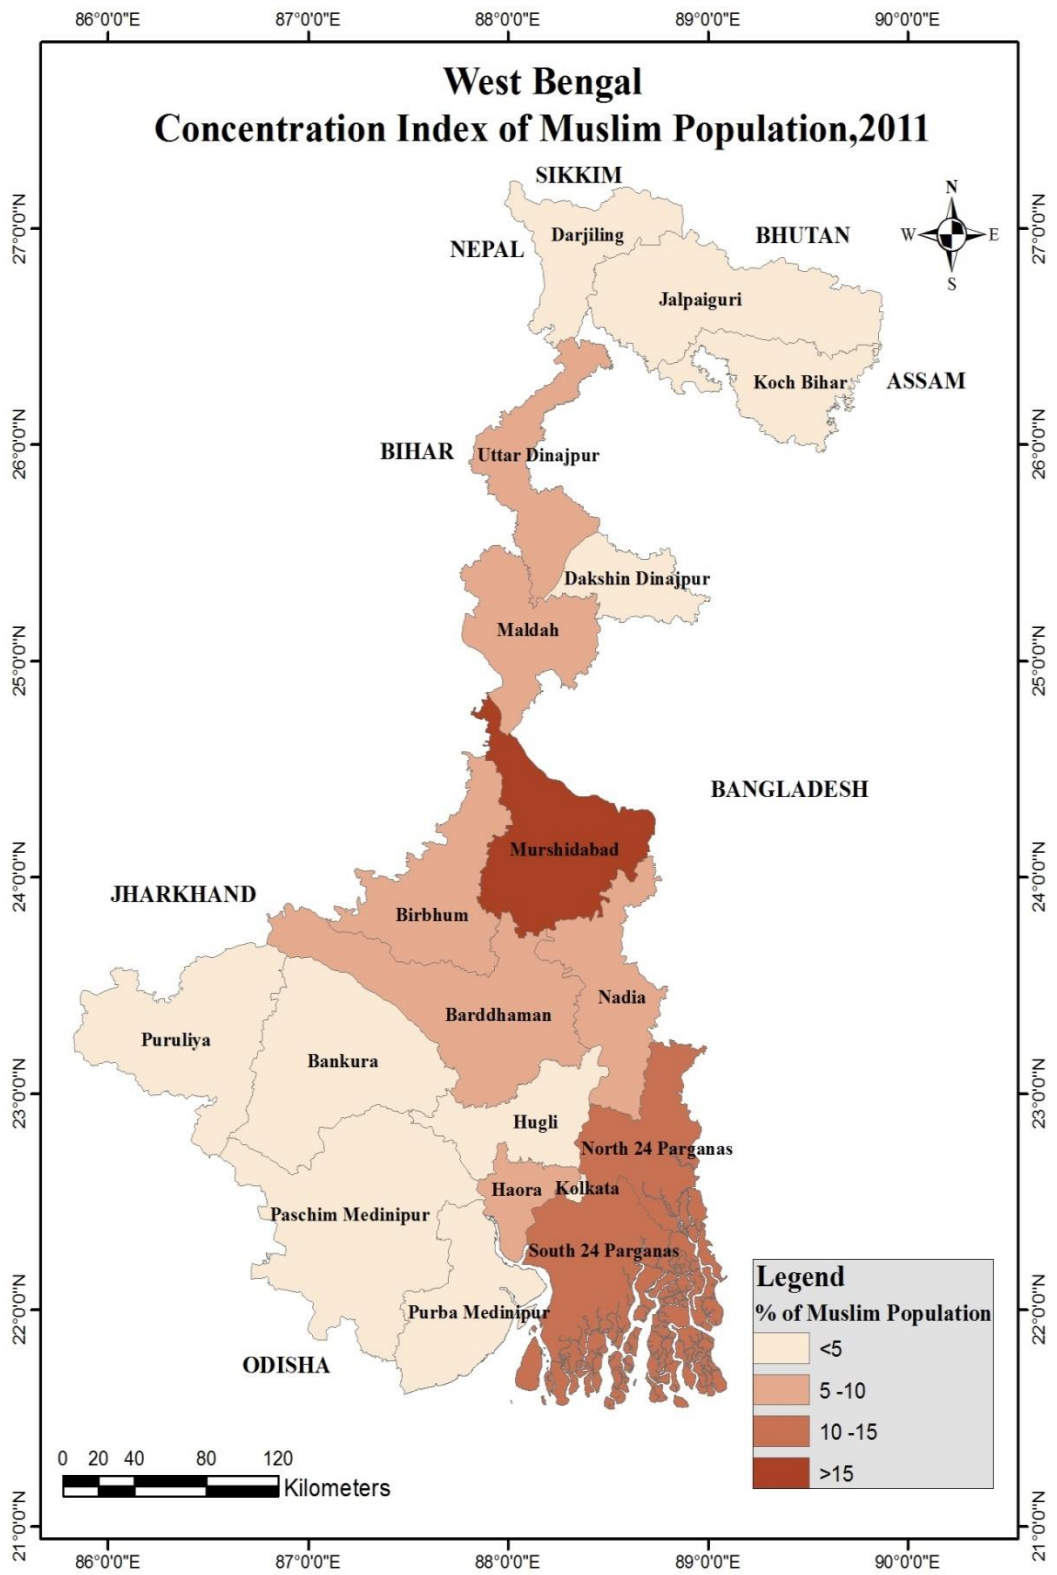 86°0'0"E 87°0'0"E 88°0'0"E 89°0'0"E 90°0'0"E
West Bengal
Concentration Index of Muslim Population,2011
SIKKIM
N
27°0'0"N
Darjiling
BHUTAN
W E
27°0'0"N
NEPAL
S
Jalpaiguri
Koch Bihar
ASSAM
26°0'0"N
BIHAR
Uttar Dinajpur
26°0'0"N
Dakshin Dinajpur
Maldah
25°0'0"N
25°0'0"N
BANGLADESH
Murshidabad
24°0'0"N
24°0'0"N
JHARKHAND
Birbhum
Nadia
Barddhaman
Puruliya
Bankura
23°0'0"N
23°0'0"N
Hugli
North 24 Parganas
Haora
Kolkata
Paschim Medinipur
South 24 Parganas
Legend
22°0'0"N
Purba Medinipur
% of Muslim Population
22°0'0"N
<5
ODISHA
5 -10
10 -15
0 20 40 80 120
>15
Kilometers
21°0'0"N
21°0'0"N
86°0'0"E 87°0'0"E 88°0'0"E 89°0'0"E 90°0'0"E